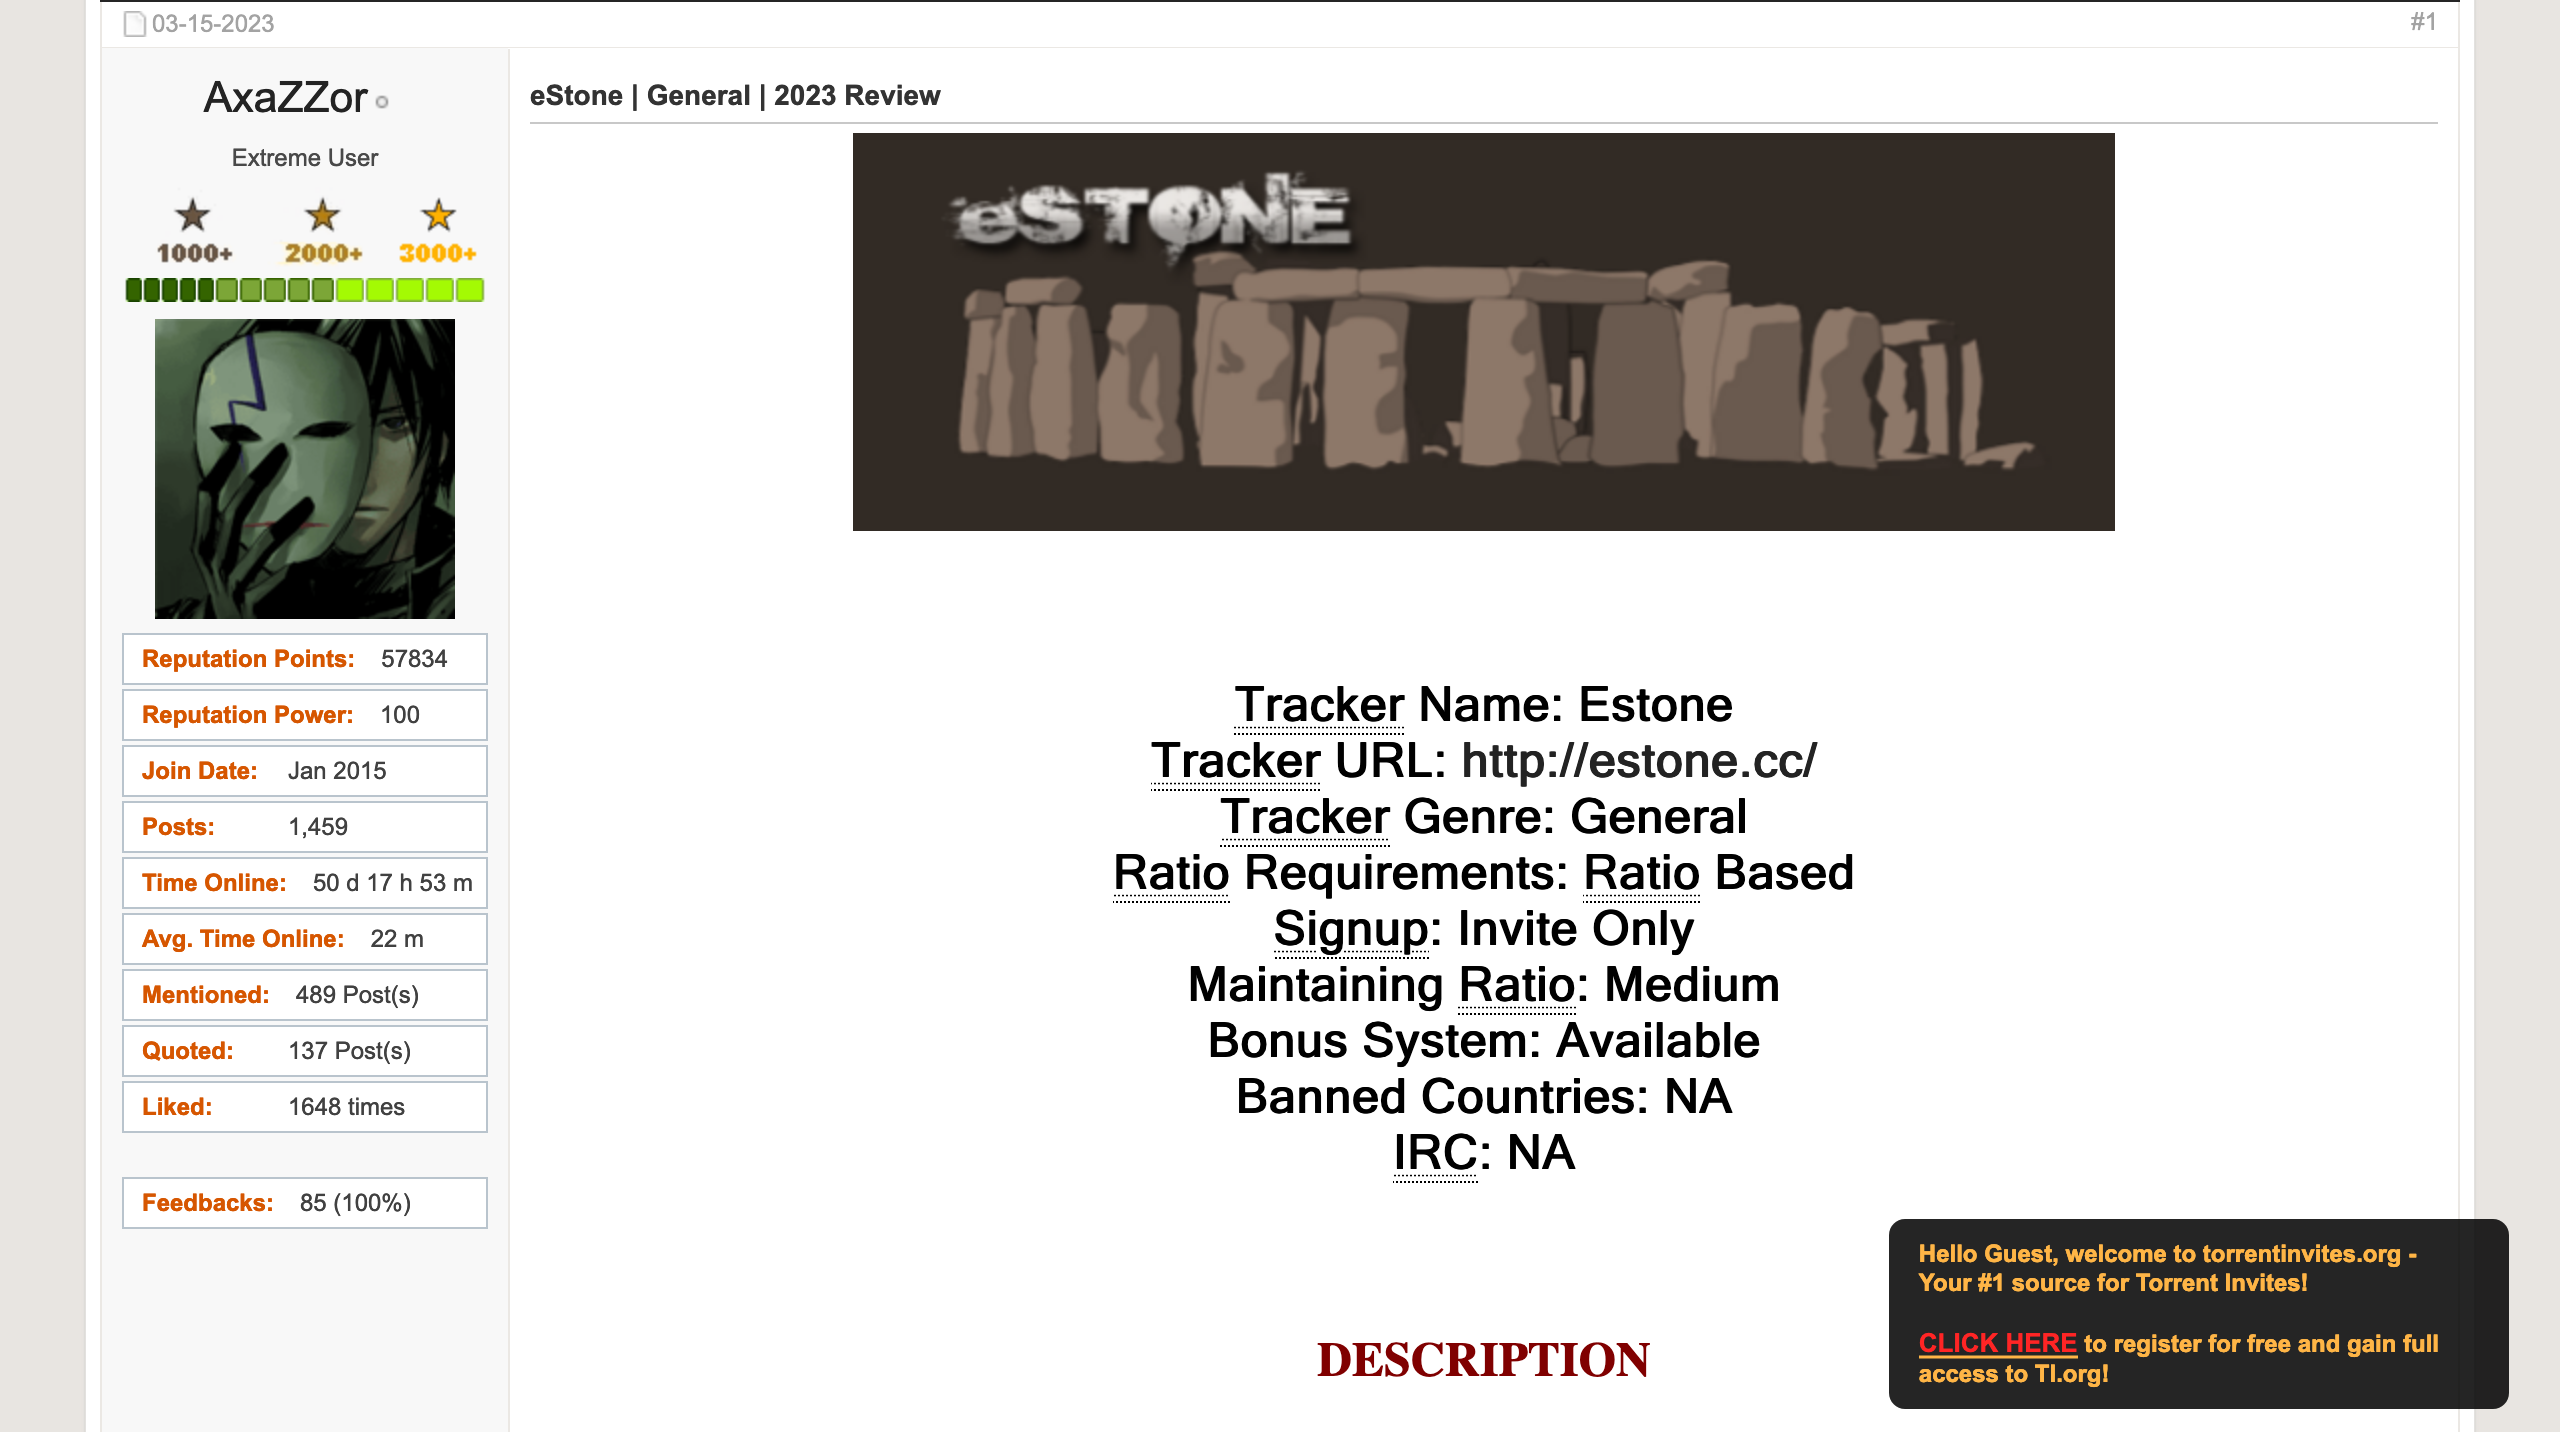 03-15-2023
#1
AxaZZor
Extreme User
1000+ 2000+ 3000+
Reputation Points: 57834
Reputation Power: 100
Join Date: Jan 2015
Posts: 1,459
Time Online: 50 d 17 h 53 m
Avg. Time Online: 22 m
Mentioned: 489 Post(s)
Quoted: 137 Post(s)
Liked: 1648 times
Feedbacks: 85 (100%)
eStone | General | 2023 Review
eSTONE
Tracker Name: Estone
Tracker URL: http://estone.cc/
Tracker Genre: General
Ratio Requirements: Ratio Based
Signup: Invite Only
Maintaining Ratio: Medium
Bonus System: Available
Banned Countries: NA
IRC: NA
DESCRIPTION
Hello Guest, welcome to torrentinvites.org -
Your #1 source for Torrent Invites!
CLICK HERE to register for free and gain full
access to TI.org!